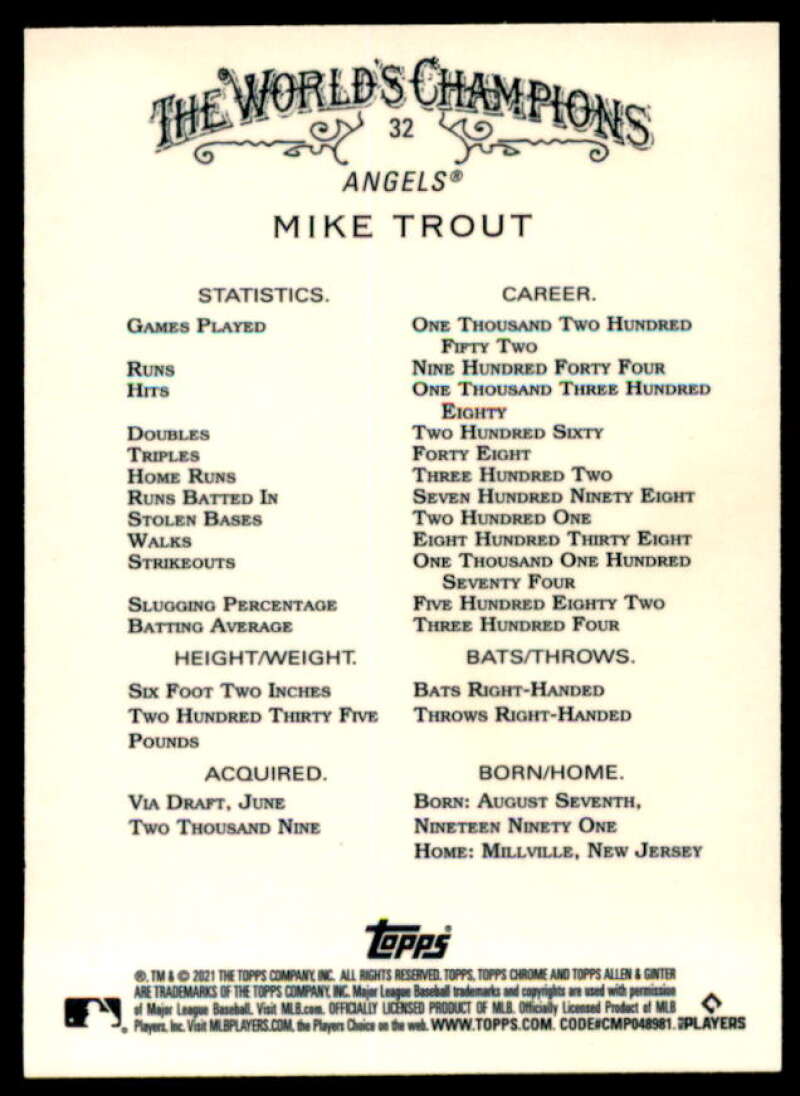 THE WORLD'S CHAMPIONS
32
ANGELS®
MIKE TROUT
STATISTICS. CAREER.
GAMES PLAYED ONE THOUSAND TWO HUNDRED
FIFTY TWO
RUNS NINE HUNDRED FORTY FOUR
HITS ONE THOUSAND THREE HUNDRED
EIGHTY
DOUBLES TWO HUNDRED SIXTY
TRIPLES FORTY EIGHT
HOME RUNS THREE HUNDRED TWO
RUNS BATTED IN SEVEN HUNDRED NINETY EIGHT
STOLEN BASES TWO HUNDRED ONE
WALKS EIGHT HUNDRED THIRTY EIGHT
STRIKEOUTS ONE THOUSAND ONE HUNDRED
SEVENTY FOUR
SLUGGING PERCENTAGE FIVE HUNDRED EIGHTY TWO
BATTING AVERAGE THREE HUNDRED FOUR
HEIGHT/WEIGHT. BATS/THROWS.
SIX FOOT TWO INCHES BATS RIGHT-HANDED
TWO HUNDRED THIRTY FIVE THROWS RIGHT-HANDED
POUNDS
ACQUIRED. BORN/HOME.
VIA DRAFT, JUNE BORN: AUGUST SEVENTH,
TWO THOUSAND NINE NINETEEN NINETY ONE
HOME: MILLVILLE, NEW JERSEY
Topps®
®, TM & © 2021 THE TOPPS COMPANY, INC. ALL RIGHTS RESERVED. TOPPS, TOPPS CHROME AND TOPPS ALLEN & GINTER
ARE TRADEMARKS OF THE TOPPS COMPANY, INC. Major League Baseball trademarks and copyrights are used with permission
of Major League Baseball. Visit MLB.com. OFFICIALLY LICENSED PRODUCT OF MLB. Officially Licensed Product of MLB
Players, Inc. Visit MLBPLAYERS.COM, the Players Choice on the web. WWW.TOPPS.COM. CODE#CMP048981. PLAYERS